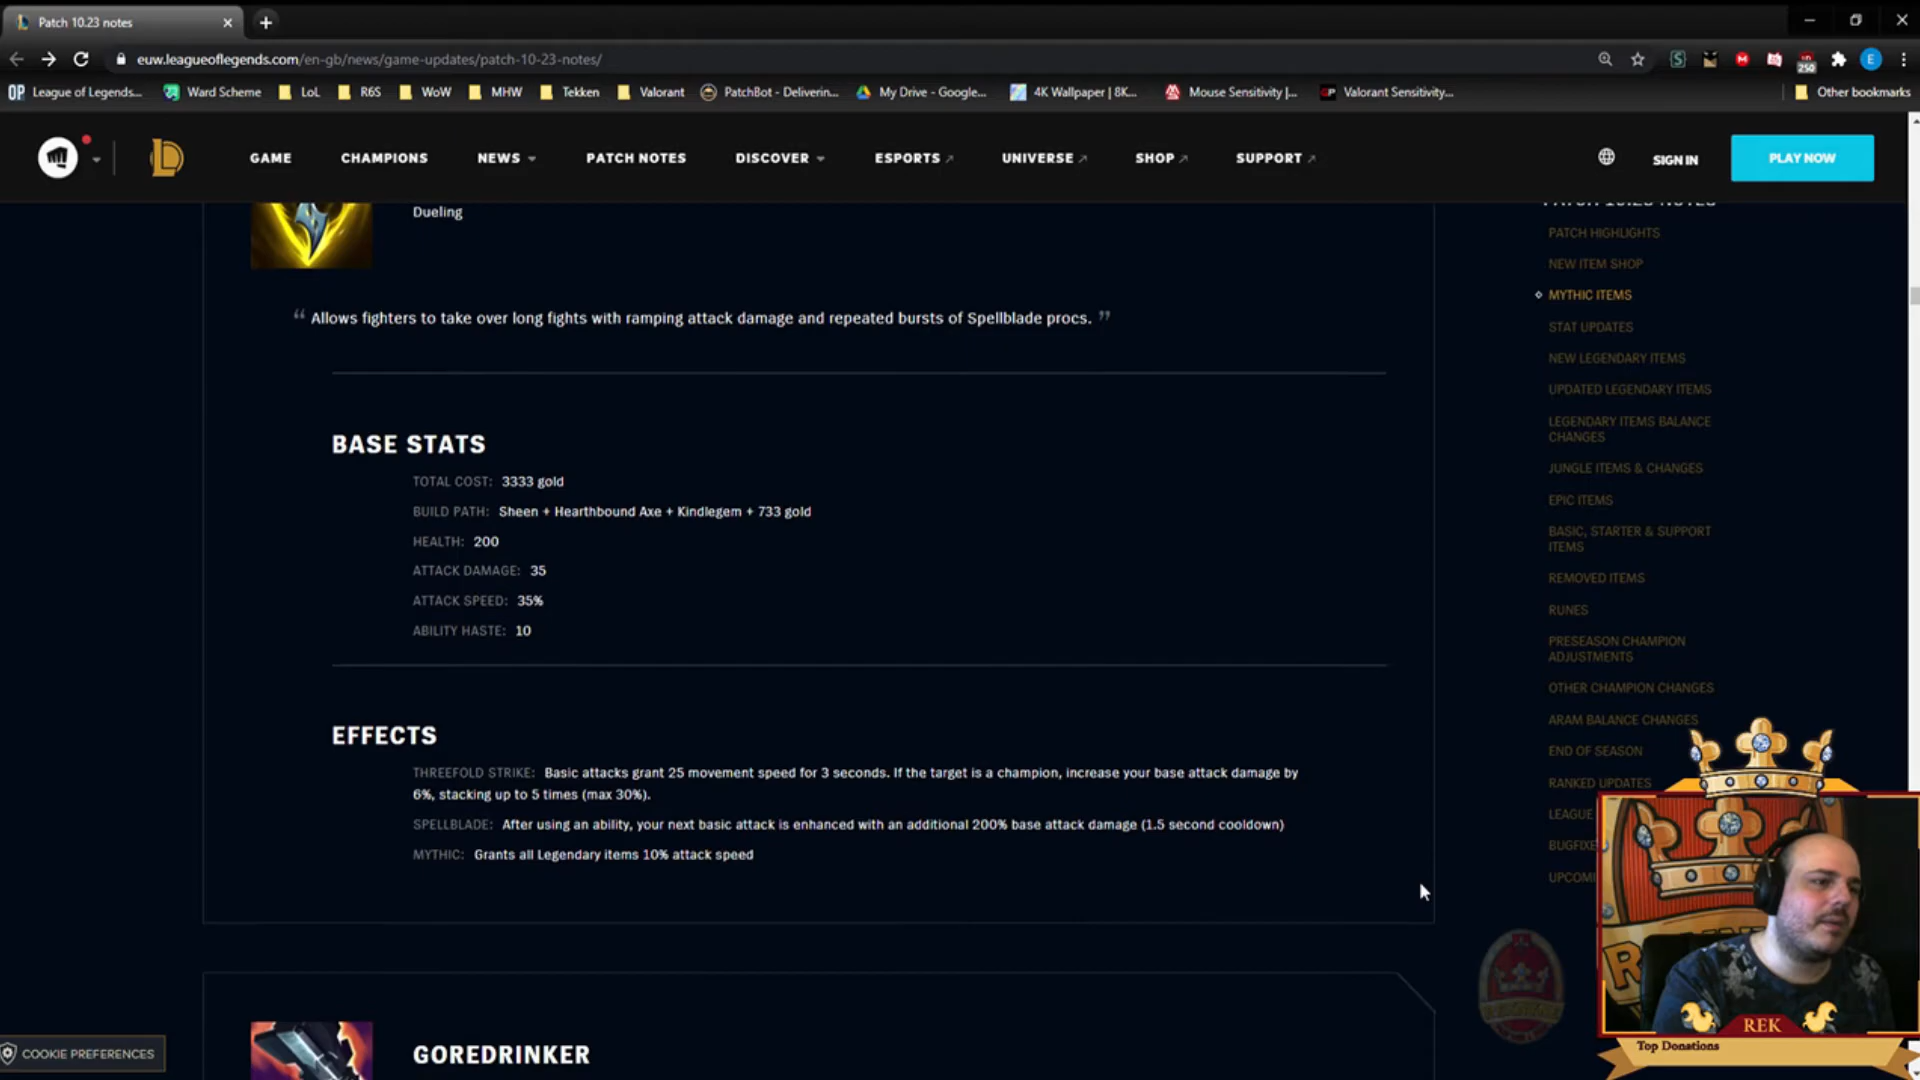 Patch 10.23 notes
euw.leagueoflegends.com/en-gb/news/game-updates/patch-10-23-notes/
250
E
OP League of Legends...
Ward Scheme
LoL
R6S
WoW
MHW
Tekken
Valorant
PatchBot - Deliverin...
My Drive - Google...
4K Wallpaper | 8K...
Mouse Sensitivity |...
Valorant Sensitivity...
Other bookmarks
GAME
CHAMPIONS
NEWS
PATCH NOTES
DISCOVER
ESPORTS
UNIVERSE
SHOP
SUPPORT
SIGN IN
PLAY NOW
Dueling
“ Allows fighters to take over long fights with ramping attack damage and repeated bursts of Spellblade procs. ”
BASE STATS
TOTAL COST: 3333 gold
BUILD PATH: Sheen + Hearthbound Axe + Kindlegem + 733 gold
HEALTH: 200
ATTACK DAMAGE: 35
ATTACK SPEED: 35%
ABILITY HASTE: 10
EFFECTS
THREEFOLD STRIKE: Basic attacks grant 25 movement speed for 3 seconds. If the target is a champion, increase your base attack damage by
6%, stacking up to 5 times (max 30%).
SPELLBLADE: After using an ability, your next basic attack is enhanced with an additional 200% base attack damage (1.5 second cooldown)
MYTHIC: Grants all Legendary items 10% attack speed
GOREDRINKER
COOKIE PREFERENCES
PATCH 10.23 NOTES
PATCH HIGHLIGHTS
NEW ITEM SHOP
MYTHIC ITEMS
STAT UPDATES
NEW LEGENDARY ITEMS
UPDATED LEGENDARY ITEMS
LEGENDARY ITEMS BALANCE
CHANGES
JUNGLE ITEMS & CHANGES
EPIC ITEMS
BASIC, STARTER & SUPPORT
ITEMS
REMOVED ITEMS
RUNES
PRESEASON CHAMPION
ADJUSTMENTS
OTHER CHAMPION CHANGES
ARAM BALANCE CHANGES
END OF SEASON
RANKED UPDATES
LEAGUE
BUGFIXE
UPCOMI
REK
Top Donations